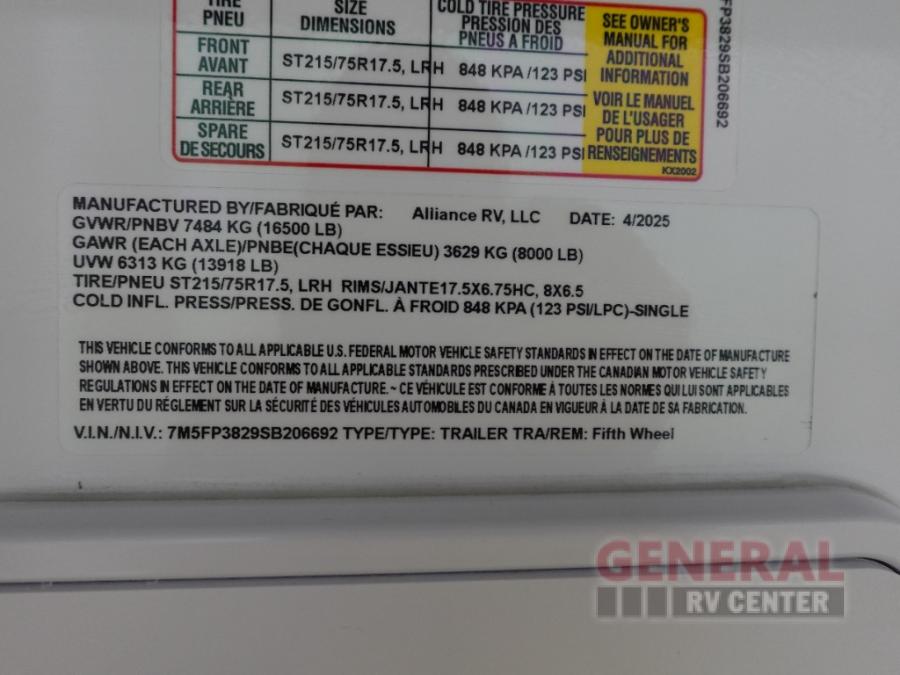 TIRE
PNEU
SIZE
DIMENSIONS
COLD TIRE PRESSURE
PRESSION DES
PNEUS A FROID
SEE OWNER'S
MANUAL FOR
ADDITIONAL
INFORMATION
VOIR LE MANUEL
DE L'USAGER
POUR PLUS DE
RENSEIGNEMENTS
KX2002
FRONT
AVANT
ST215/75R17.5, LRH 848 KPA /123 PSI
REAR
ARRIÈRE
ST215/75R17.5, LRH 848 KPA /123 PSI
SPARE
DE SECOURS
ST215/75R17.5, LRH 848 KPA /123 PSI
FP3829SB206692
MANUFACTURED BY/FABRIQUÉ PAR: Alliance RV, LLC DATE: 4/2025
GVWR/PNBV 7484 KG (16500 LB)
GAWR (EACH AXLE)/PNBE(CHAQUE ESSIEU) 3629 KG (8000 LB)
UVW 6313 KG (13918 LB)
TIRE/PNEU ST215/75R17.5, LRH RIMS/JANTE17.5X6.75HC, 8X6.5
COLD INFL. PRESS/PRESS. DE GONFL. À FROID 848 KPA (123 PSI/LPC)-SINGLE
THIS VEHICLE CONFORMS TO ALL APPLICABLE U.S. FEDERAL MOTOR VEHICLE SAFETY STANDARDS IN EFFECT ON THE DATE OF MANUFACTURE
SHOWN ABOVE. THIS VEHICLE CONFORMS TO ALL APPLICABLE STANDARDS PRESCRIBED UNDER THE CANADIAN MOTOR VEHICLE SAFETY
REGULATIONS IN EFFECT ON THE DATE OF MANUFACTURE. ~ CE VÉHICULE EST CONFORME À TOUTES LES NORMES QUI LUI SONT APPLICABLES
EN VERTU DU RÉGLEMENT SUR LA SÉCURITÉ DES VÉHICULES AUTOMOBILES DU CANADA EN VIGUEUR À LA DATE DE SA FABRICATION.
V.I.N./N.I.V.: 7M5FP3829SB206692 TYPE/TYPE: TRAILER TRA/REM: Fifth Wheel
GENERAL
RV CENTER